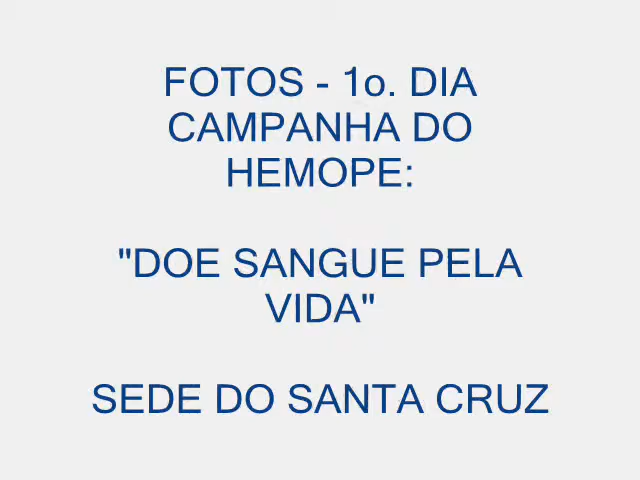 FOTOS - 1o. DIA
CAMPANHA DO
HEMOPE:
"DOE SANGUE PELA
VIDA"
SEDE DO SANTA CRUZ